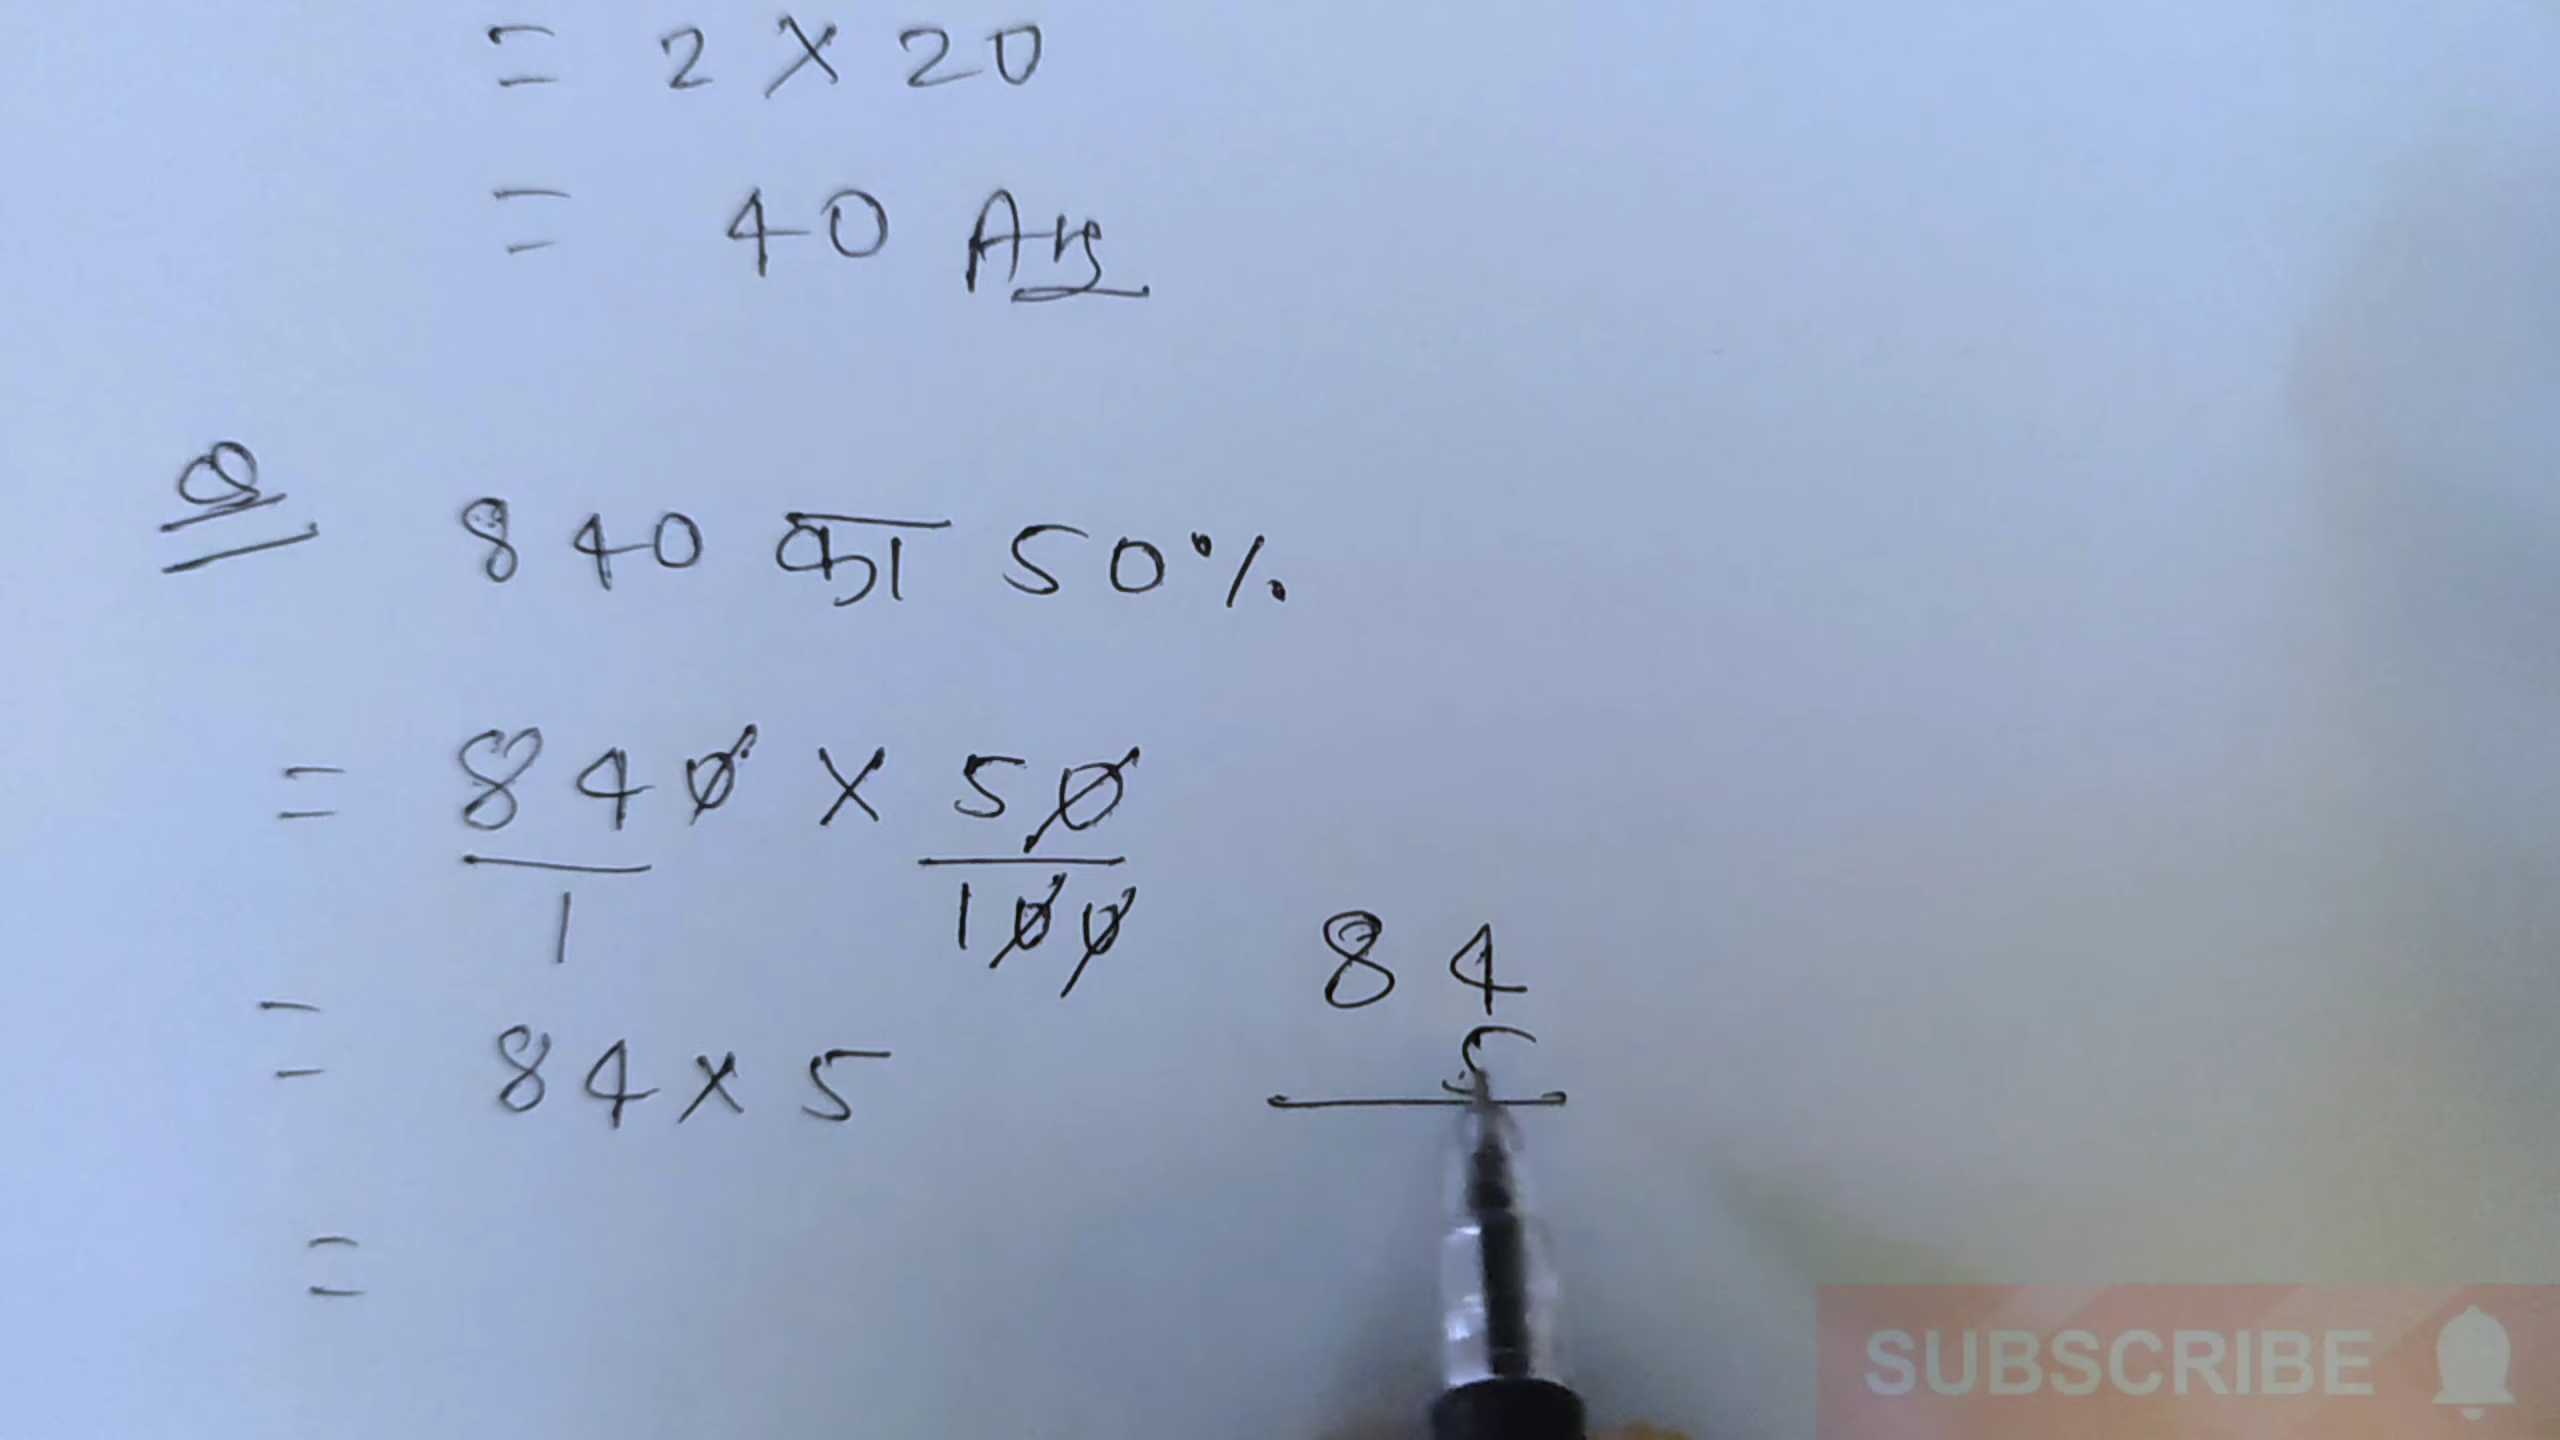 = 2 × 20
= 40 Ans
Q 840 का 50%
= 840/1 × 50/100
= 84 × 5
84
5
=
SUBSCRIBE